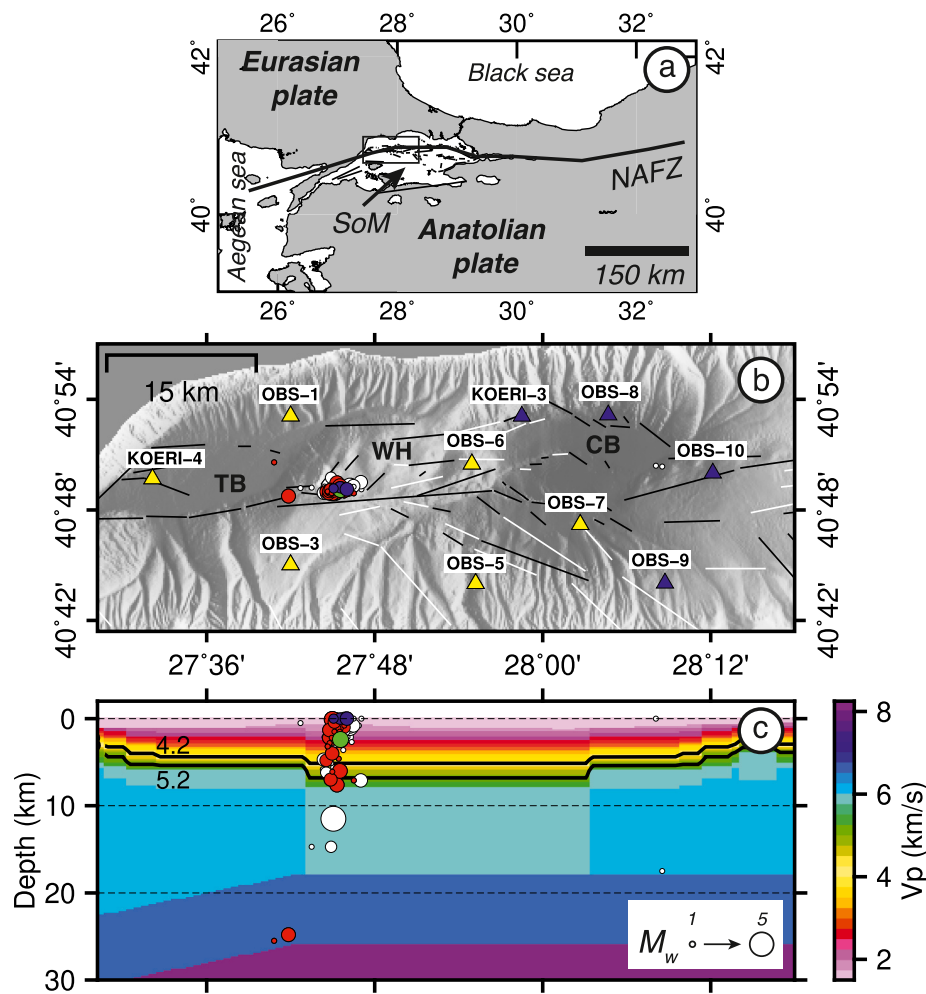 26˚ 28˚ 30˚ 32˚
42˚ 42˚
Eurasian
plate
Black sea
a
Aegean sea
NAFZ
40˚ 40˚
SoM
Anatolian
plate
150 km
26˚ 28˚ 30˚ 32˚
b
15 km
OBS–1
KOERI–3
OBS–8
40˚54' 40˚54'
WH
OBS–6
CB
OBS–10
KOERI–4
TB
40˚48' 40˚48'
OBS–7
OBS–3
OBS–5
OBS–9
40˚42' 40˚42'
27˚36' 27˚48' 28˚00' 28˚12'
c
0
4.2
5.2
10
20
30
Depth (km)
1 5
Mw
8
6
4
2
Vp (km/s)